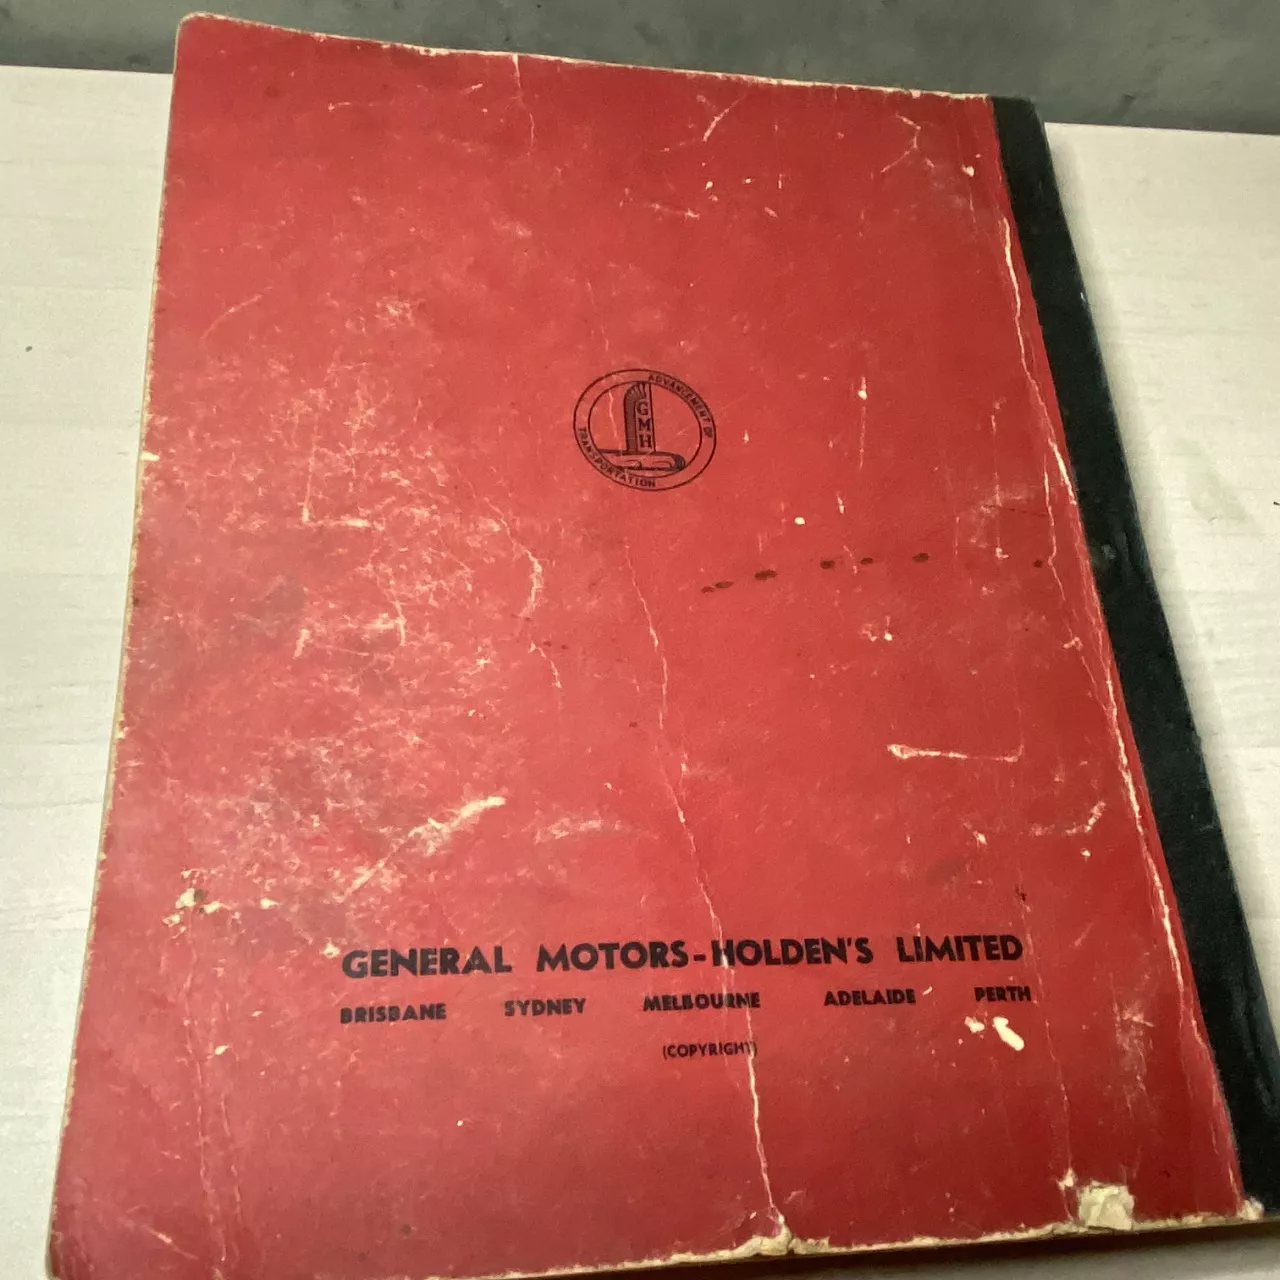 ADVANCEMENT OF
GMH
TRANSPORTATION
GENERAL MOTORS-HOLDEN'S LIMITED
BRISBANE SYDNEY MELBOURNE ADELAIDE PERTH
(COPYRIGHT)